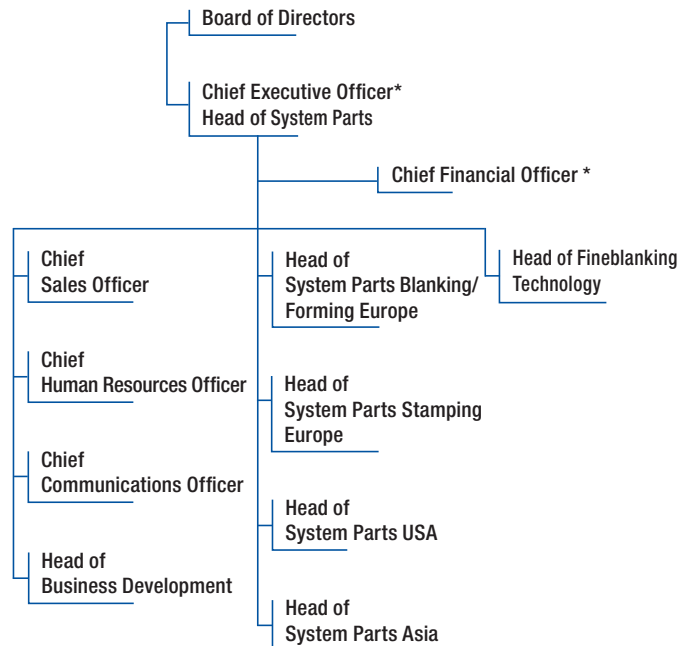 Board of Directors
Chief Executive Officer*
Head of System Parts
Chief Financial Officer *
Chief
Sales Officer
Chief
Human Resources Officer
Chief
Communications Officer
Head of
Business Development
Head of
System Parts Blanking/
Forming Europe
Head of
System Parts Stamping
Europe
Head of
System Parts USA
Head of
System Parts Asia
Head of Fineblanking
Technology